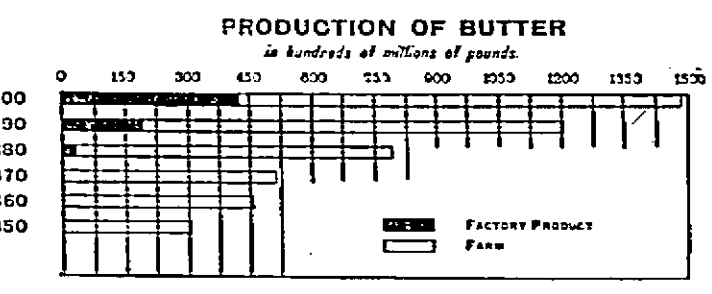 PRODUCTION OF BUTTER
in hundreds of millions of pounds.
0 150 300 450 600 750 900 1050 1200 1350 1500
00
90
80
70
60
50
FACTORY PRODUCT
FARM